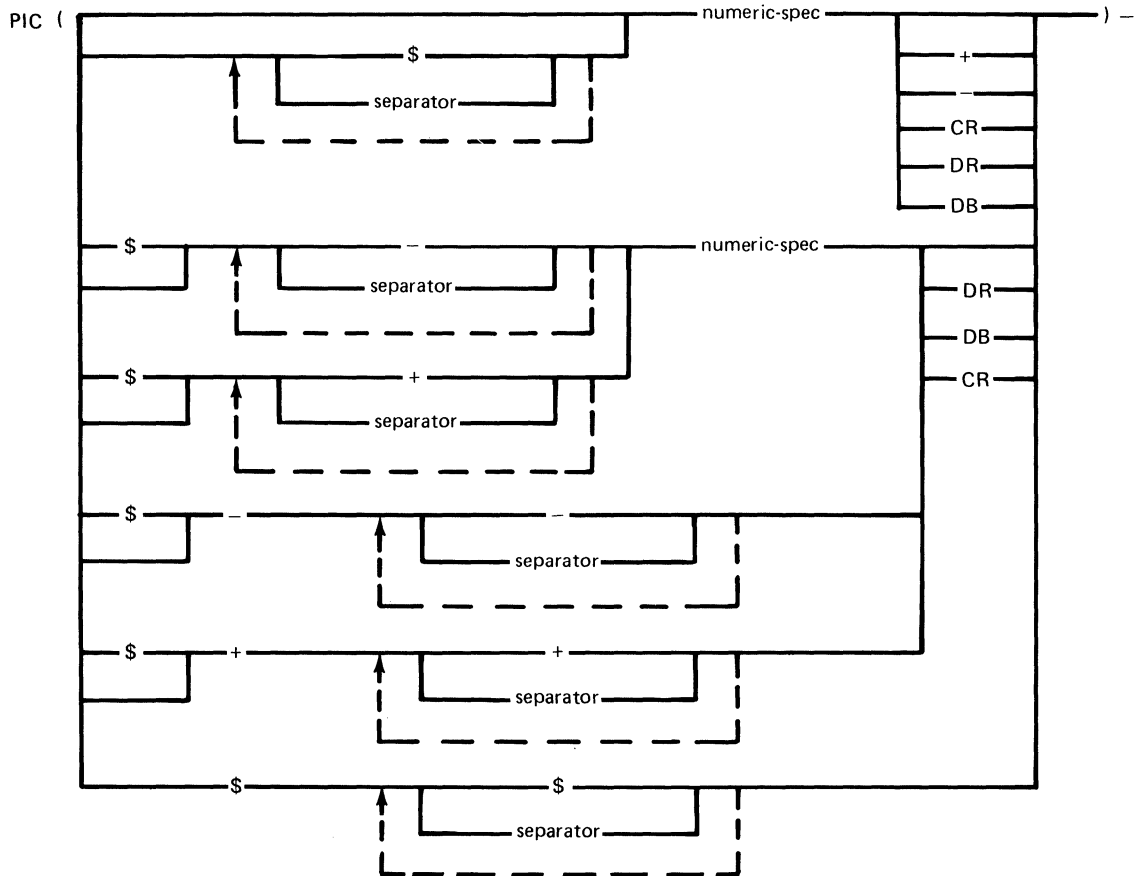 PIC ( numeric-spec ) –
$ +
separator –
CR
DR
DB
$ – numeric-spec
separator DR
DB
$ + CR
separator
$ – –
separator
$ + +
separator
$ $
separator